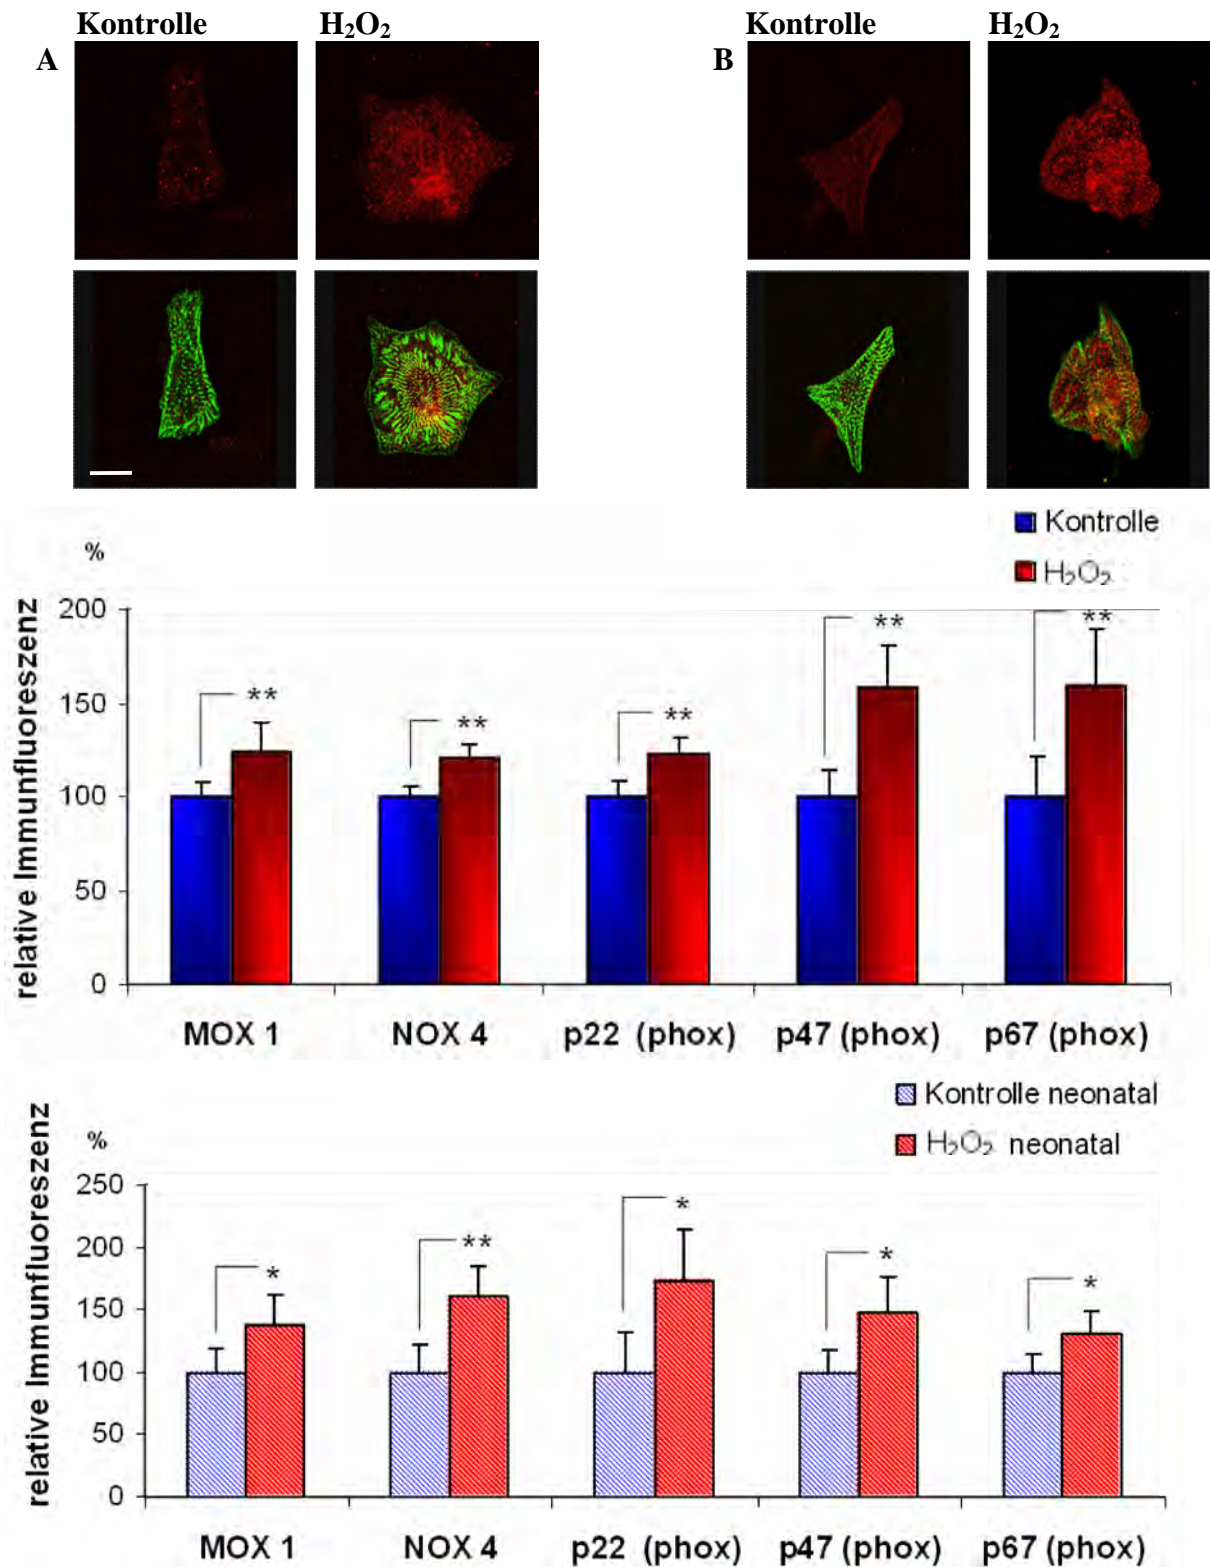 Kontrolle H₂O₂ Kontrolle H₂O₂
A B
Kontrolle
H₂O₂
%
relative Immunfluoreszenz
200
150
100
50
0
** ** ** ** **
MOX 1 NOX 4 p22 (phox) p47 (phox) p67 (phox)
Kontrolle neonatal
H₂O₂ neonatal
%
relative Immunfluoreszenz
250
200
150
100
50
0
* ** * * *
MOX 1 NOX 4 p22 (phox) p47 (phox) p67 (phox)